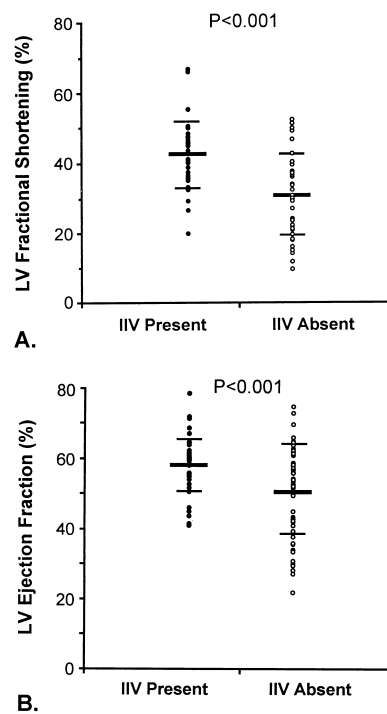 80
P<0.001
60
40
20
0
LV Fractional Shortening (%)
IIV Present
IIV Absent
A.
80
P<0.001
60
40
20
0
LV Ejection Fraction (%)
IIV Present
IIV Absent
B.